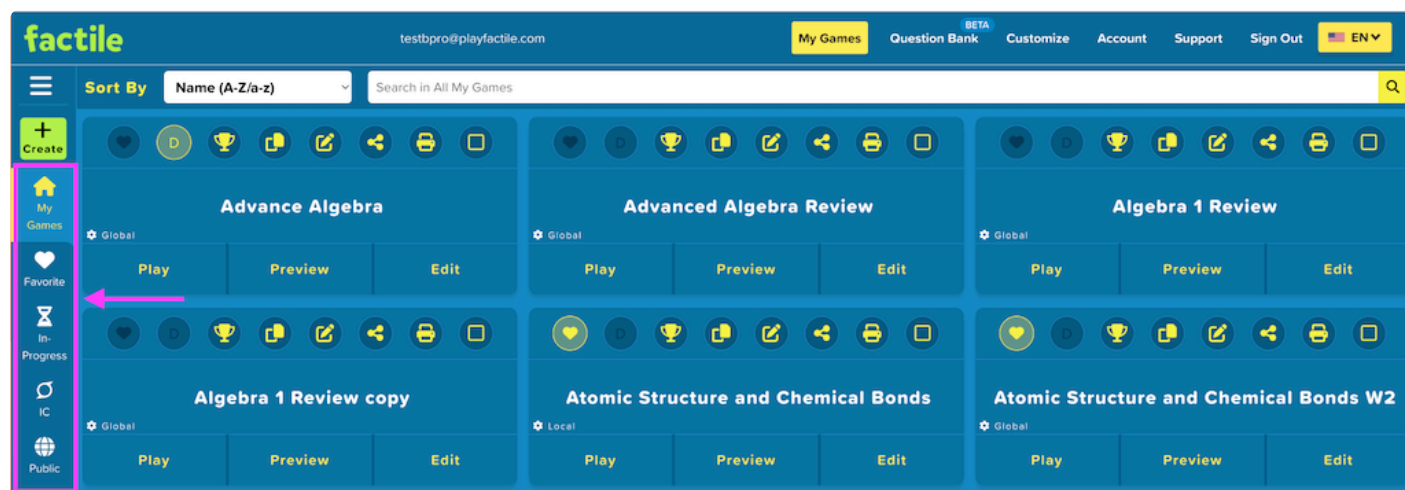 factile
testbpro@playfactile.com
My Games
Question Bank
BETA
Customize
Account
Support
Sign Out
EN
Sort By
Name (A-Z/a-z)
Search in All My Games
+
Create
My
Games
Favorite
In-
Progress
IC
Public
D
Advance Algebra
Global
Play Preview Edit
D
Advanced Algebra Review
Global
Play Preview Edit
D
Algebra 1 Review
Global
Play Preview Edit
D
Algebra 1 Review copy
Global
Play Preview Edit
D
Atomic Structure and Chemical Bonds
Local
Play Preview Edit
D
Atomic Structure and Chemical Bonds W2
Global
Play Preview Edit